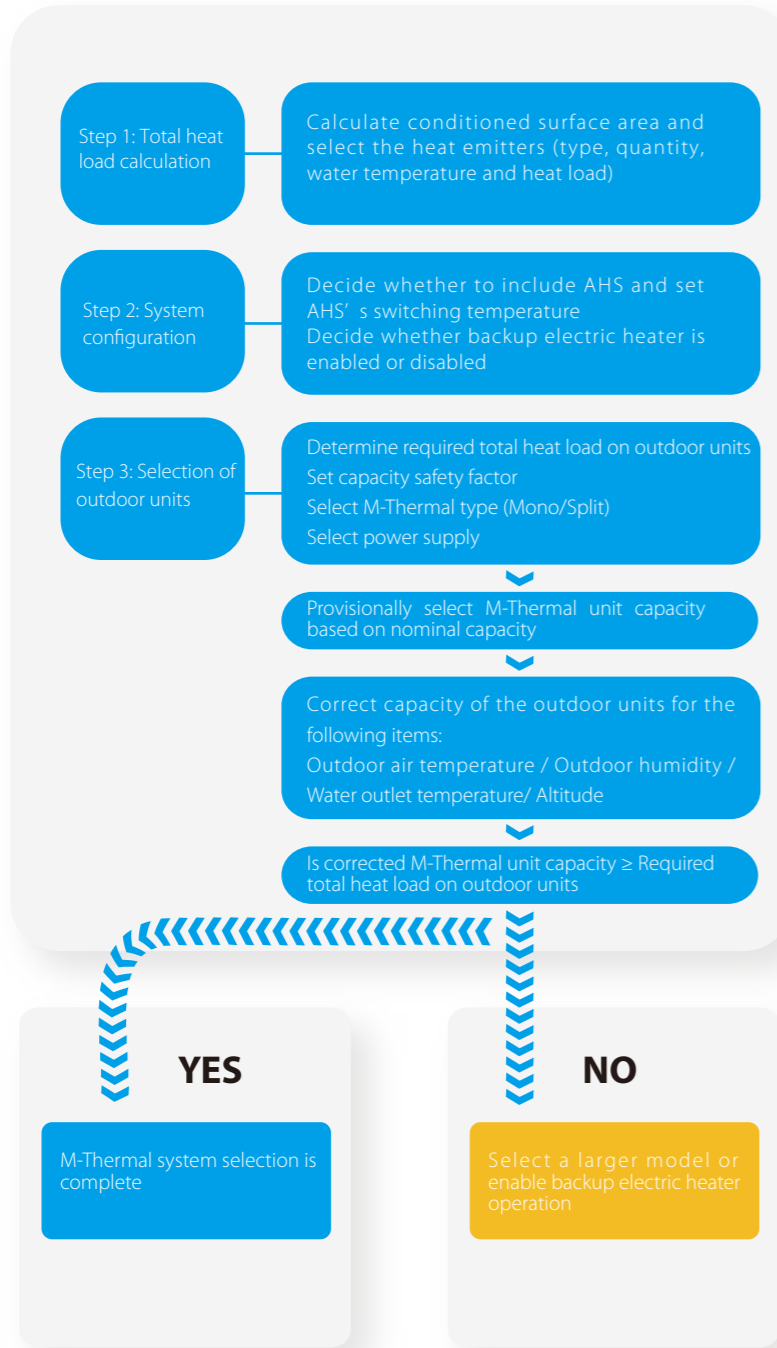 Step 1: Total heat
load calculation
Calculate conditioned surface area and
select the heat emitters (type, quantity,
water temperature and heat load)
Step 2: System
configuration
Decide whether to include AHS and set
AHS’ s switching temperature
Decide whether backup electric heater is
enabled or disabled
Step 3: Selection of
outdoor units
Determine required total heat load on outdoor units
Set capacity safety factor
Select M-Thermal type (Mono/Split)
Select power supply
Provisionally select M-Thermal unit capacity
based on nominal capacity
Correct capacity of the outdoor units for the
following items:
Outdoor air temperature / Outdoor humidity /
Water outlet temperature/ Altitude
Is corrected M-Thermal unit capacity ≥ Required
total heat load on outdoor units
YES
M-Thermal system selection is
complete
NO
Select a larger model or
enable backup electric heater
operation